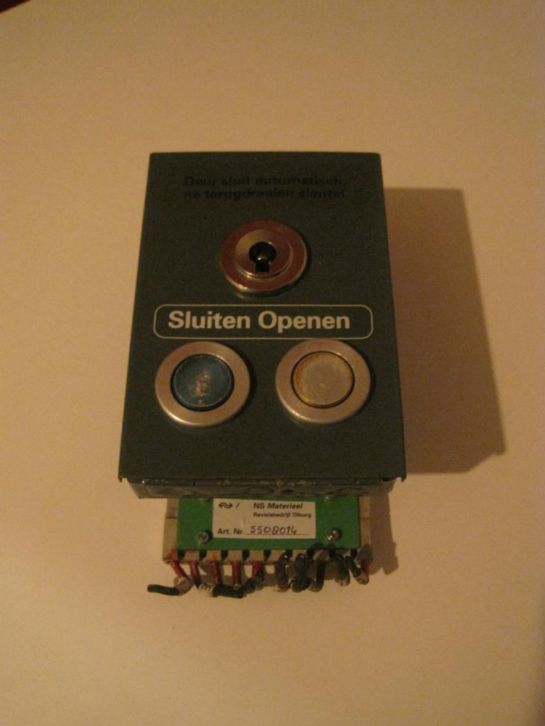 Deur sluit automatisch,
na terugdraaien sleutel
Sluiten Openen
NS Materieel
Revisiebedrijf Tilburg
Art. Nr 5508014